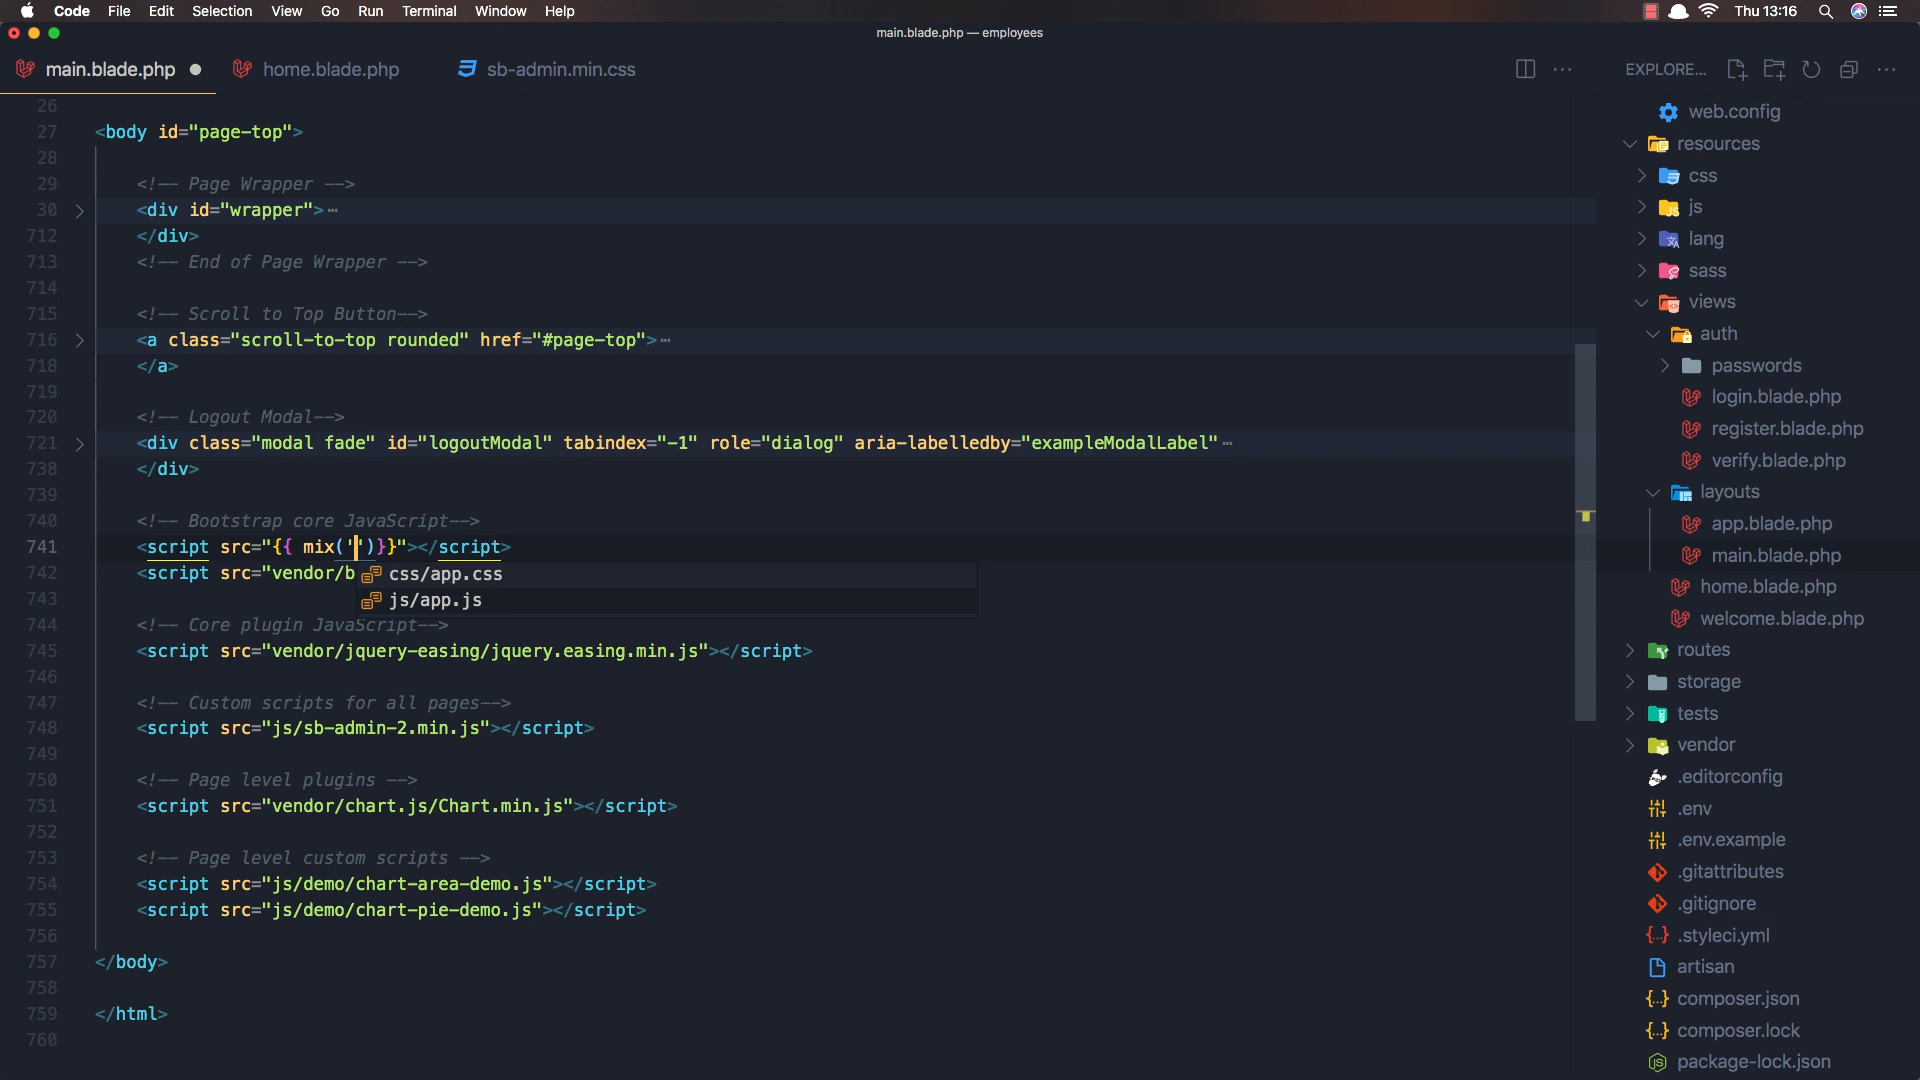 Code File Edit Selection View Go Run Terminal Window Help Thu 13:16
main.blade.php — employees
main.blade.php home.blade.php sb-admin.min.css EXPLORE...
26
27 <body id="page-top">
28
29 <!-- Page Wrapper -->
30 <div id="wrapper">
712 </div>
713 <!-- End of Page Wrapper -->
714
715 <!-- Scroll to Top Button-->
716 <a class="scroll-to-top rounded" href="#page-top">
718 </a>
719
720 <!-- Logout Modal-->
721 <div class="modal fade" id="logoutModal" tabindex="-1" role="dialog" aria-labelledby="exampleModalLabel"
738 </div>
739
740 <!-- Bootstrap core JavaScript-->
741 <script src="{{ mix('')}}"></script>
742 <script src="vendor/b
css/app.css
js/app.js
743
744 <!-- Core plugin JavaScript-->
745 <script src="vendor/jquery-easing/jquery.easing.min.js"></script>
746
747 <!-- Custom scripts for all pages-->
748 <script src="js/sb-admin-2.min.js"></script>
749
750 <!-- Page level plugins -->
751 <script src="vendor/chart.js/Chart.min.js"></script>
752
753 <!-- Page level custom scripts -->
754 <script src="js/demo/chart-area-demo.js"></script>
755 <script src="js/demo/chart-pie-demo.js"></script>
756
757 </body>
758
759 </html>
760
web.config
resources
css
js
lang
sass
views
auth
passwords
login.blade.php
register.blade.php
verify.blade.php
layouts
app.blade.php
main.blade.php
home.blade.php
welcome.blade.php
routes
storage
tests
vendor
.editorconfig
.env
.env.example
.gitattributes
.gitignore
.styleci.yml
artisan
composer.json
composer.lock
package-lock.json